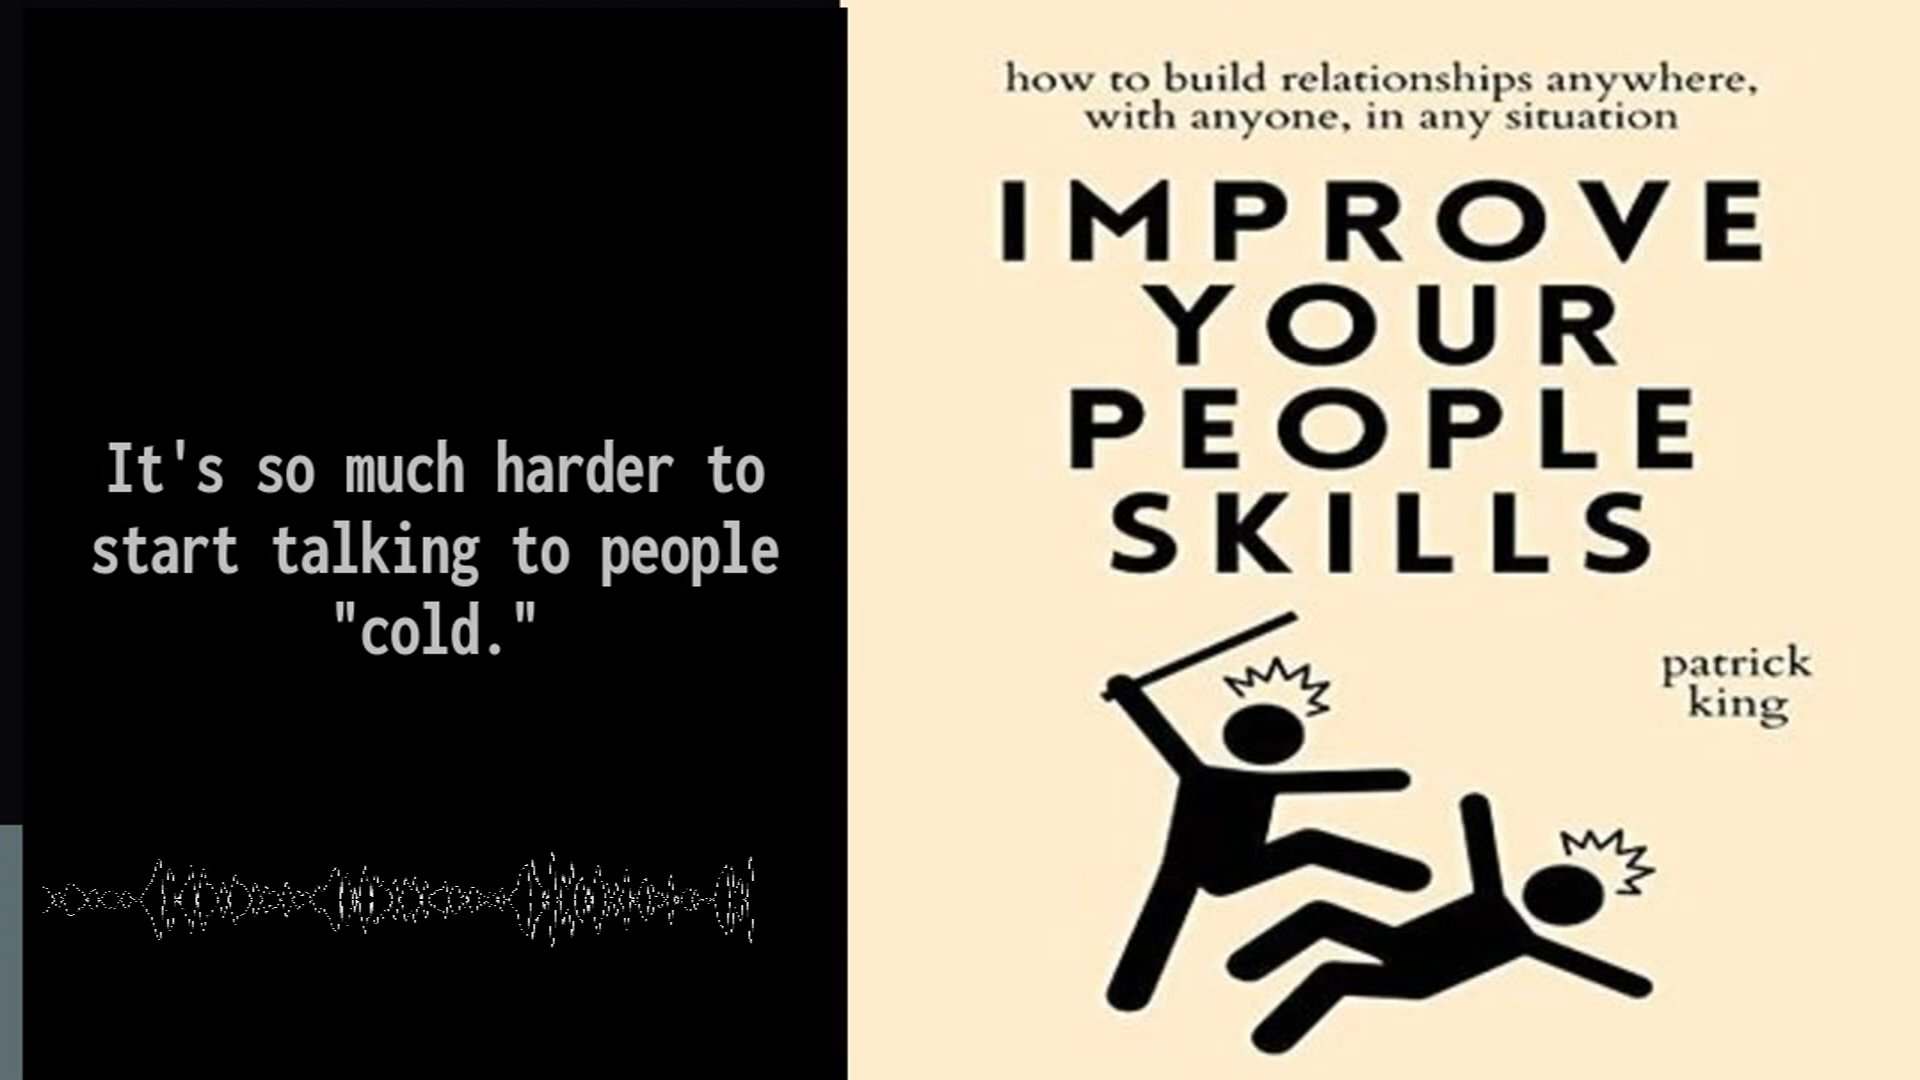 It's so much harder to
start talking to people
"cold."
how to build relationships anywhere,
with anyone, in any situation
IMPROVE
YOUR
PEOPLE
SKILLS
patrick
king